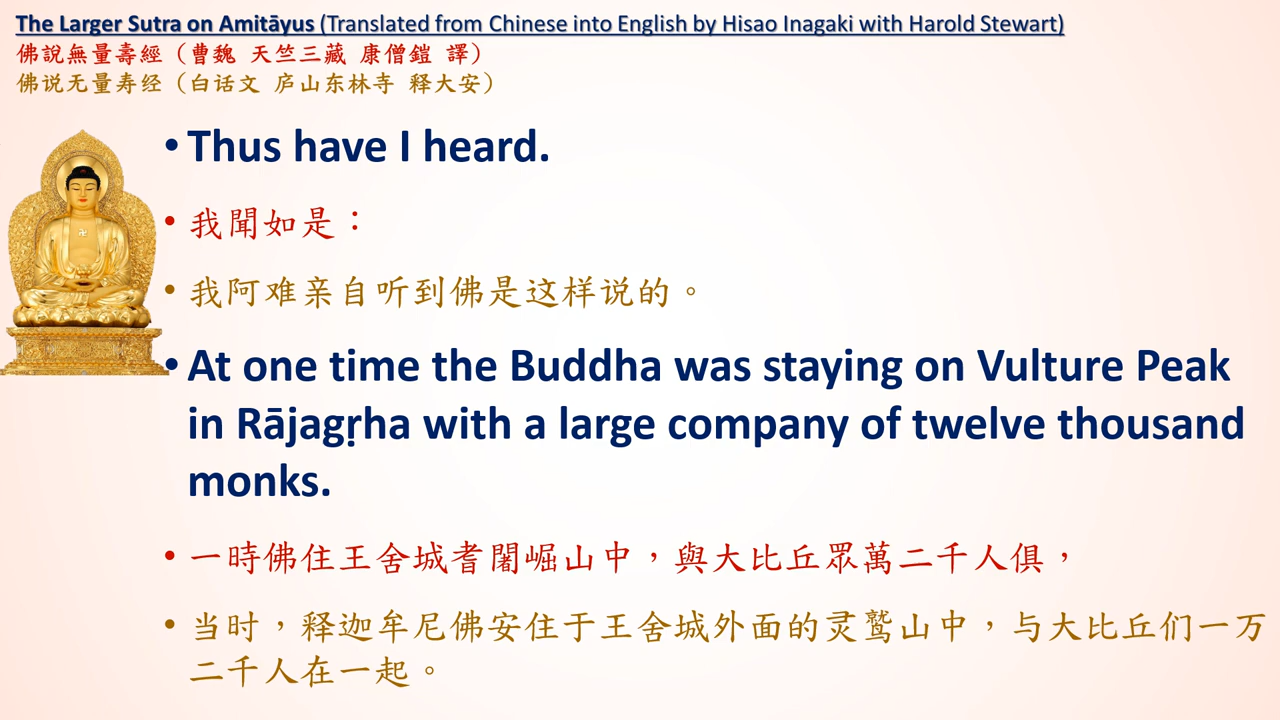 The Larger Sutra on Amitāyus (Translated from Chinese into English by Hisao Inagaki with Harold Stewart)
佛說無量壽經（曹魏 天竺三藏 康僧鎧 譯）
佛说无量寿经（白话文 庐山东林寺 释大安）
• Thus have I heard.
• 我聞如是：
• 我阿难亲自听到佛是这样说的。
• At one time the Buddha was staying on Vulture Peak
in Rājagṛha with a large company of twelve thousand
monks.
• 一時佛住王舍城耆闍崛山中，與大比丘眾萬二千人俱，
• 当时，释迦牟尼佛安住于王舍城外面的灵鹫山中，与大比丘们一万
二千人在一起。